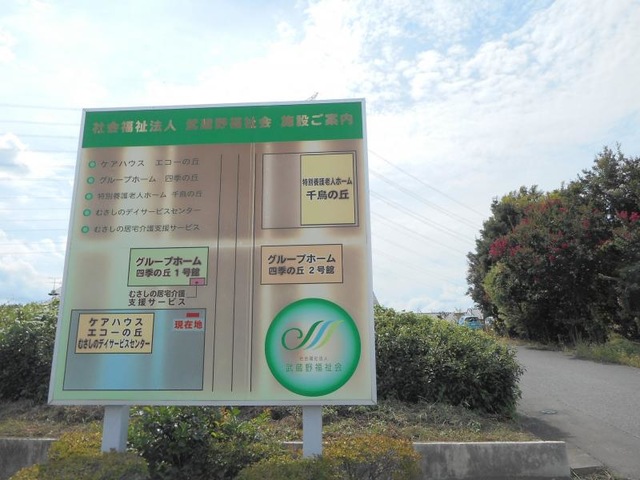 社会福祉法人 武蔵野福祉会 施設ご案内
ケアハウス エコーの丘
グループホーム 四季の丘
特別養護老人ホーム 千鳥の丘
むさしのデイサービスセンター
むさしの居宅介護支援サービス
特別養護老人ホーム
千鳥の丘
グループホーム
四季の丘1号館
グループホーム
四季の丘 2号館
むさしの居宅介護
支援サービス
ケアハウス
エコーの丘
むさしのデイサービスセンター
現在地
社会福祉法人
武蔵野福祉会